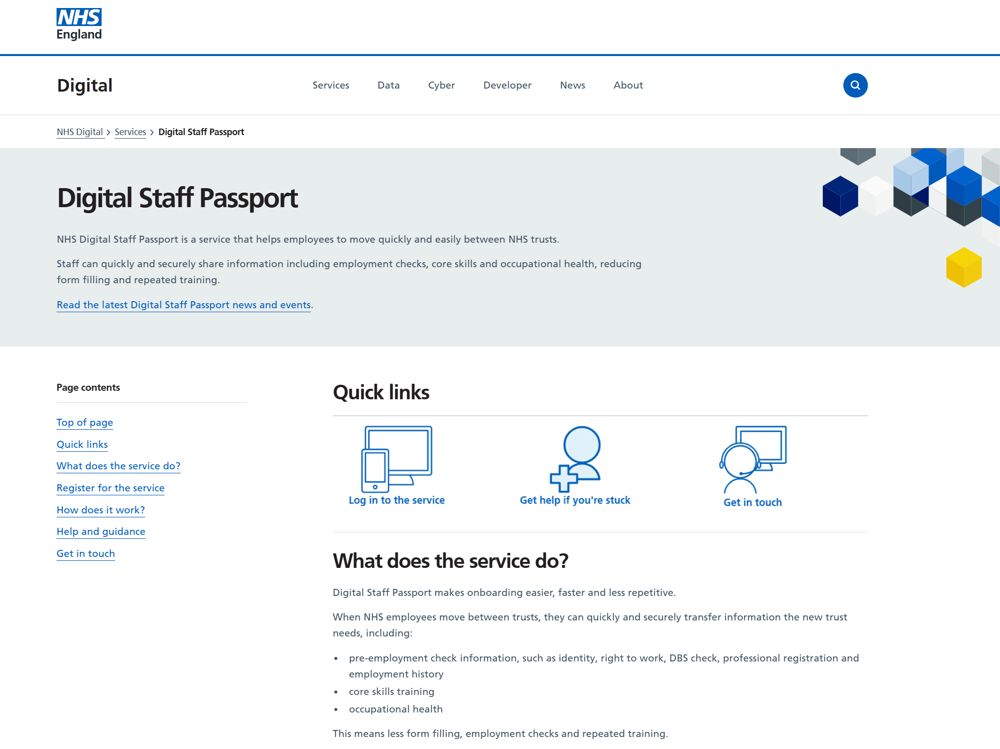 NHS
England
Digital
Services
Data
Cyber
Developer
News
About
NHS Digital
Services
Digital Staff Passport
Digital Staff Passport
NHS Digital Staff Passport is a service that helps employees to move quickly and easily between NHS trusts.
Staff can quickly and securely share information including employment checks, core skills and occupational health, reducing
form filling and repeated training.
Read the latest Digital Staff Passport news and events.
Page contents
Top of page
Quick links
What does the service do?
Register for the service
How does it work?
Help and guidance
Get in touch
Quick links
Log in to the service
Get help if you're stuck
Get in touch
What does the service do?
Digital Staff Passport makes onboarding easier, faster and less repetitive.
When NHS employees move between trusts, they can quickly and securely transfer information the new trust
needs, including:
• pre-employment check information, such as identity, right to work, DBS check, professional registration and
employment history
• core skills training
• occupational health
This means less form filling, employment checks and repeated training.